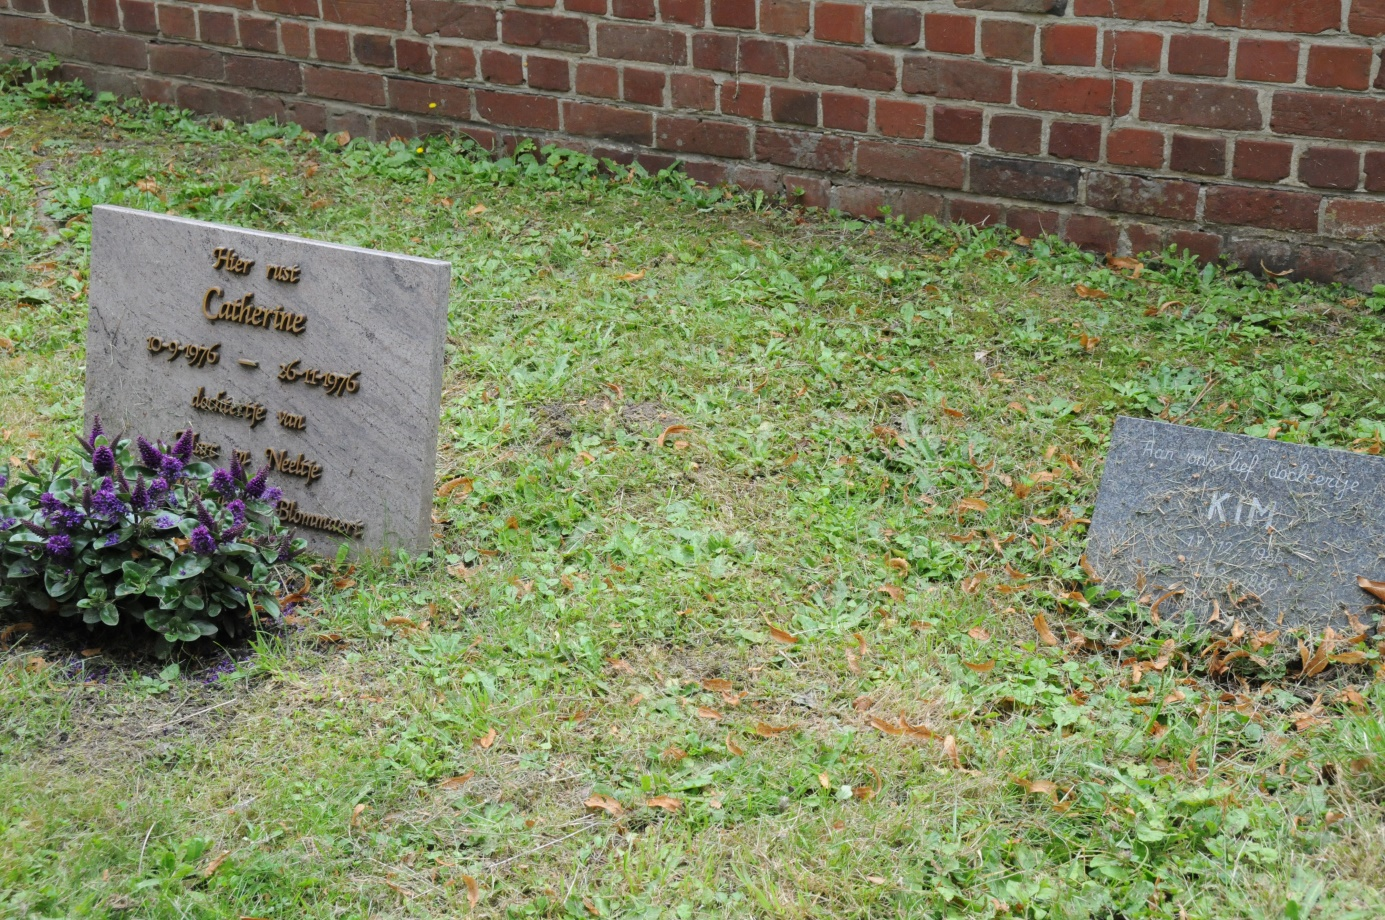 Hier rust
Catherine
10-9-1976 — 26-11-1976
dochtertje van
Neeltje
Aan ons lief dochtertje
KIM